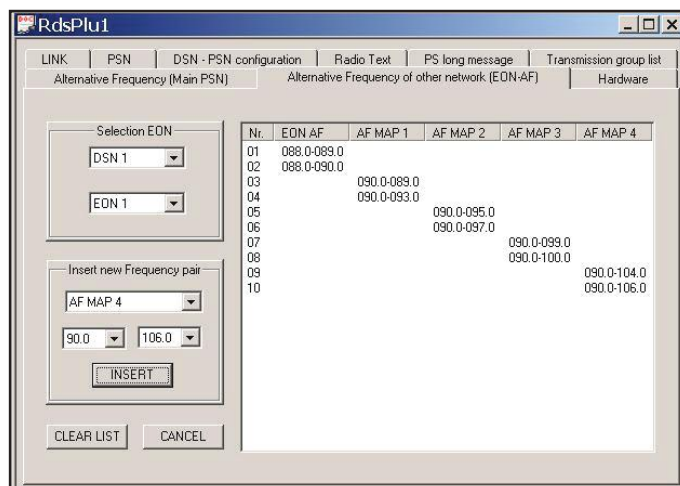 RdsPlu1
LINK PSN DSN - PSN configuration Radio Text PS long message Transmission group list
Alternative Frequency (Main PSN) Alternative Frequency of other network (EON-AF) Hardware
Selection EON
DSN 1
EON 1
Insert new Frequency pair
AF MAP 4
90.0 106.0
INSERT
CLEAR LIST CANCEL
Nr. EON AF AF MAP 1 AF MAP 2 AF MAP 3 AF MAP 4
01 088.0-089.0
02 088.0-090.0
03 090.0-089.0
04 090.0-093.0
05 090.0-095.0
06 090.0-097.0
07 090.0-099.0
08 090.0-100.0
09 090.0-104.0
10 090.0-106.0